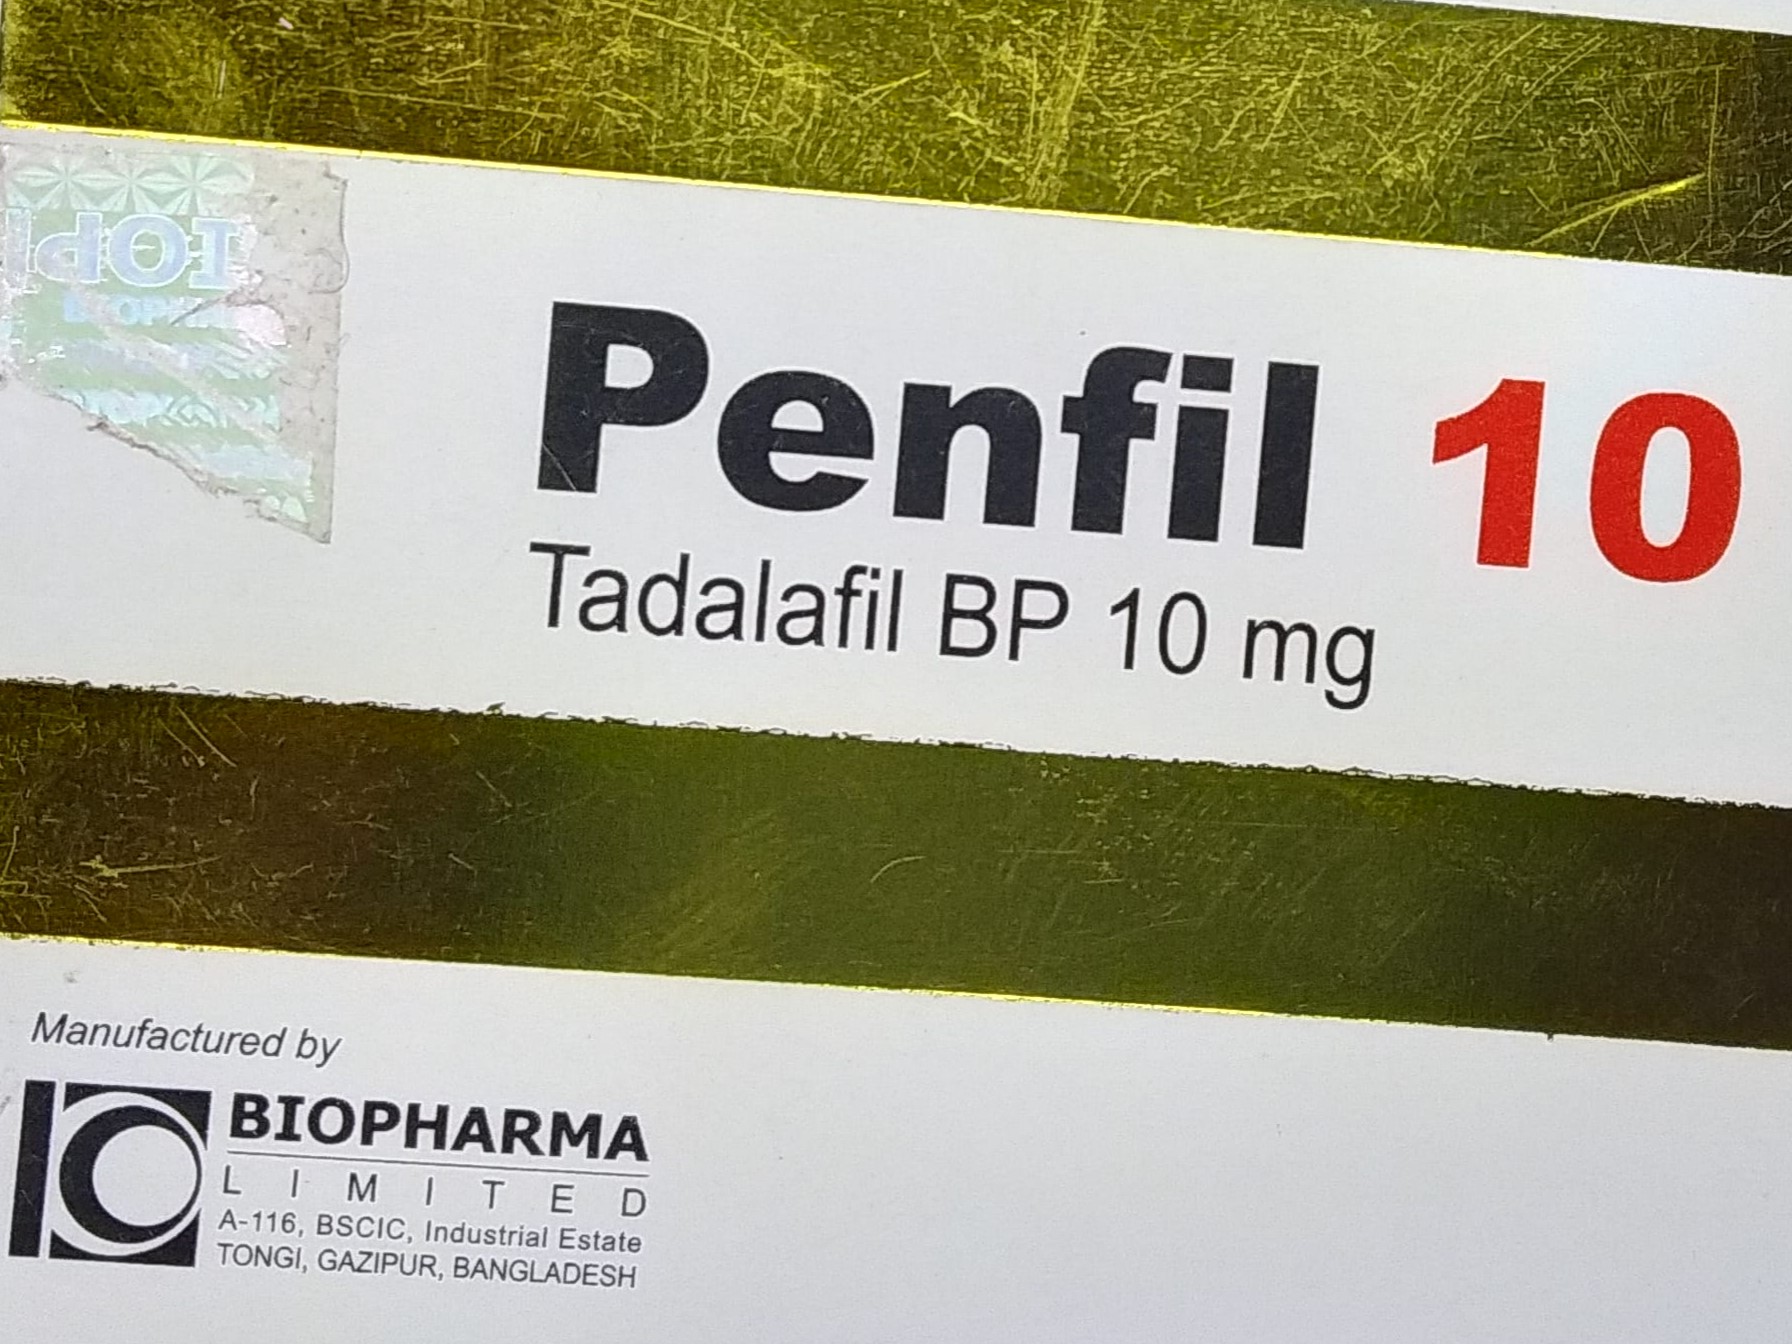 Penfil 10
Tadalafil BP 10 mg
Manufactured by
BIOPHARMA
LIMITED
A-116, BSCIC, Industrial Estate
TONGI, GAZIPUR, BANGLADESH